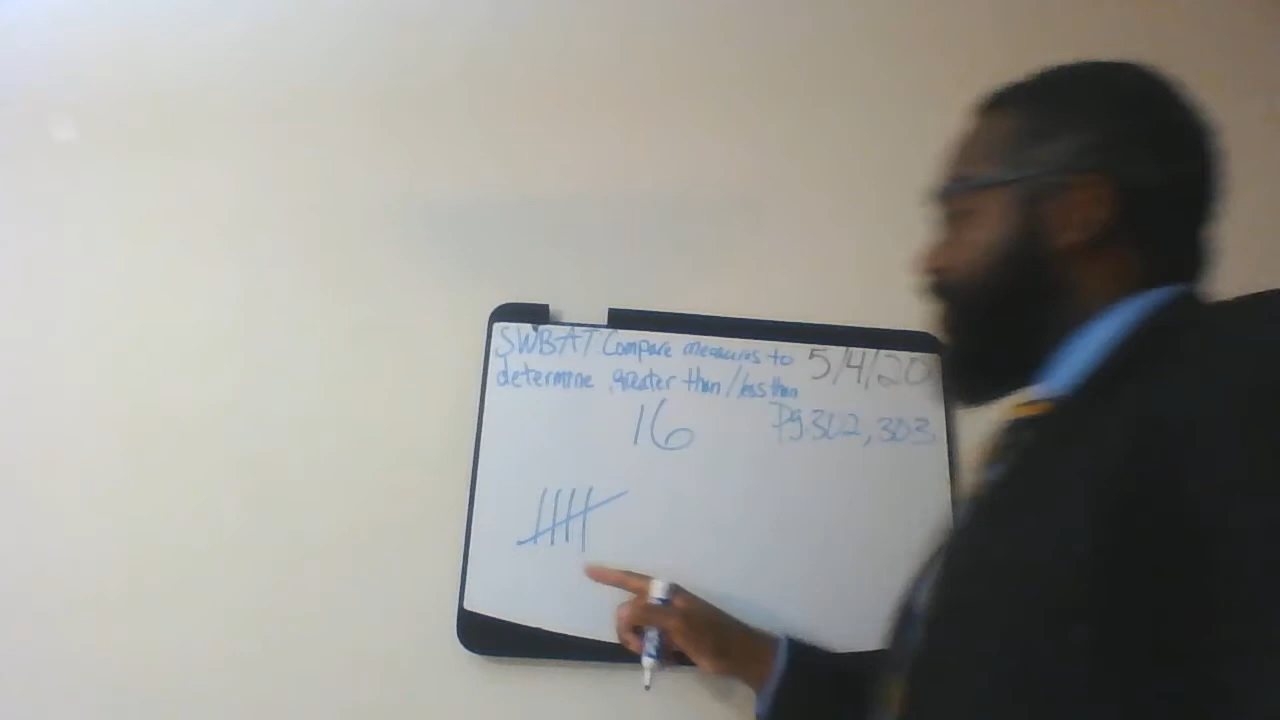 SWBAT Compare measures to
determine greater than/less than
5/4/20
16
Pg 302, 303